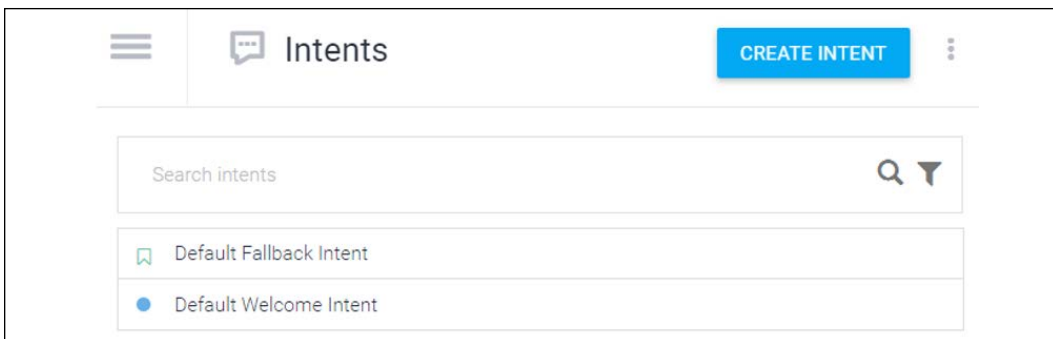 Intents
CREATE INTENT
Search intents
Default Fallback Intent
Default Welcome Intent